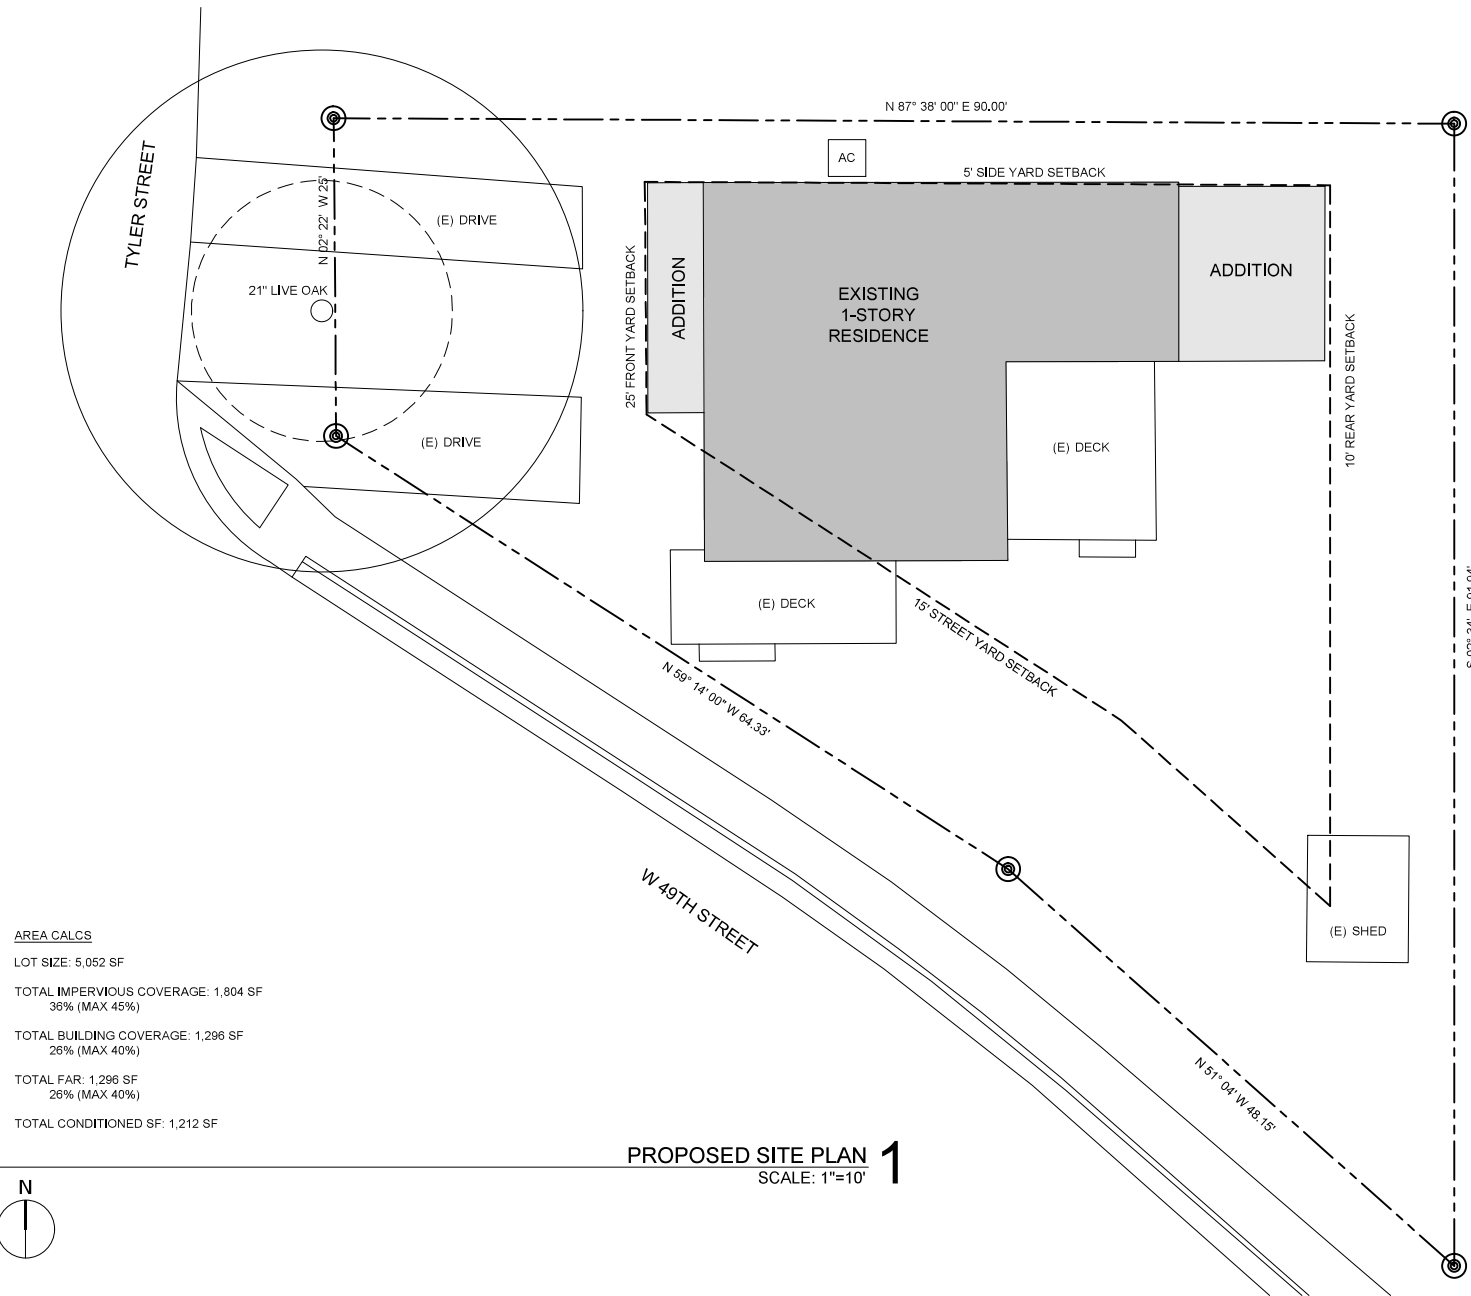 N 87° 38' 00" E 90.00'
AC
5' SIDE YARD SETBACK
TYLER STREET
N 02° 22' W 25'
(E) DRIVE
21" LIVE OAK
25' FRONT YARD SETBACK
ADDITION
EXISTING
1-STORY
RESIDENCE
ADDITION
10' REAR YARD SETBACK
(E) DRIVE
(E) DECK
(E) DECK
15' STREET YARD SETBACK
N 59° 14' 00" W 64.33'
W 49TH STREET
(E) SHED
N 51° 04' W 48.15'
AREA CALCS
LOT SIZE: 5,052 SF
TOTAL IMPERVIOUS COVERAGE: 1,804 SF
36% (MAX 45%)
TOTAL BUILDING COVERAGE: 1,296 SF
26% (MAX 40%)
TOTAL FAR: 1,296 SF
26% (MAX 40%)
TOTAL CONDITIONED SF: 1,212 SF
PROPOSED SITE PLAN 1
SCALE: 1"=10'
N